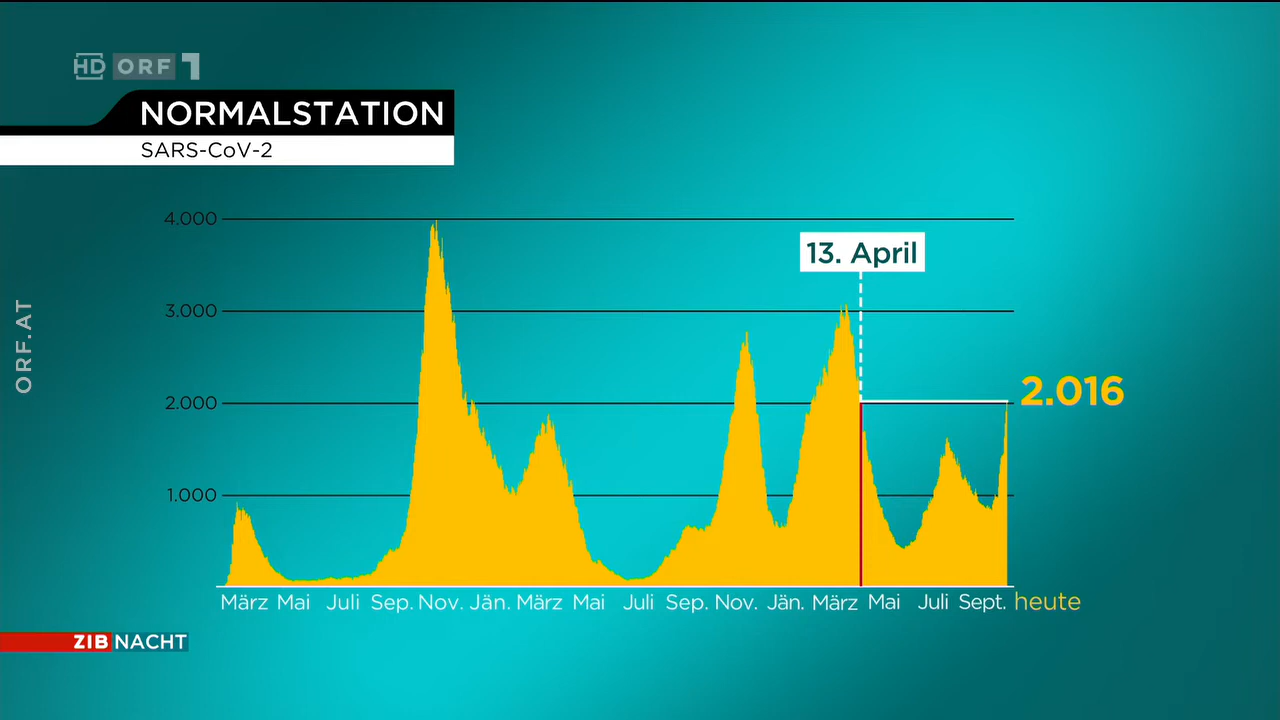 HD ORF 1
NORMALSTATION
SARS-CoV-2
4.000
13. April
3.000
ORF.AT
2.000
2.016
1.000
März Mai Juli Sep. Nov. Jän. März Mai Juli Sep. Nov. Jän. März Mai Juli Sept. heute
ZIB NACHT